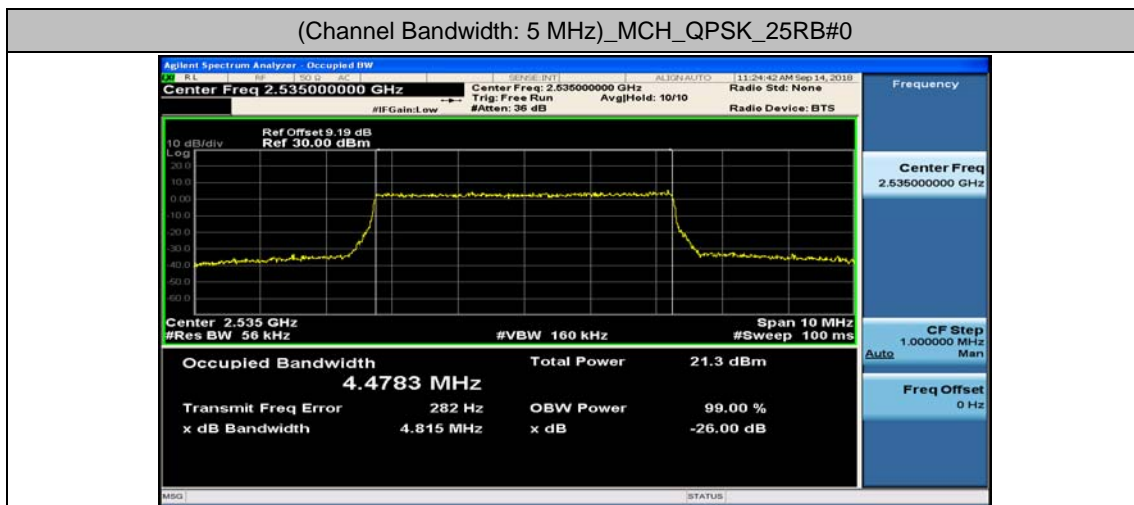 (Channel Bandwidth: 5 MHz)_MCH_QPSK_25RB#0
Agilent Spectrum Analyzer - Occupied BW
LXI RL RF 50 Ω AC SENSE:INT ALIGN AUTO 11:24:42 AM Sep 14, 2018
Center Freq 2.535000000 GHz
Center Freq: 2.535000000 GHz
Radio Std: None
Trig: Free Run Avg|Hold: 10/10
#IFGain:Low #Atten: 36 dB Radio Device: BTS
Ref Offset 9.19 dB
10 dB/div Ref 30.00 dBm
Log
20.0
10.0
0.00
-10.0
-20.0
-30.0
-40.0
-50.0
-60.0
Center 2.535 GHz Span 10 MHz
#Res BW 56 kHz #VBW 160 kHz #Sweep 100 ms
Occupied Bandwidth Total Power 21.3 dBm
4.4783 MHz
Transmit Freq Error 282 Hz OBW Power 99.00 %
x dB Bandwidth 4.815 MHz x dB -26.00 dB
MSG STATUS
Frequency
Center Freq
2.535000000 GHz
CF Step
1.000000 MHz
Auto Man
Freq Offset
0 Hz